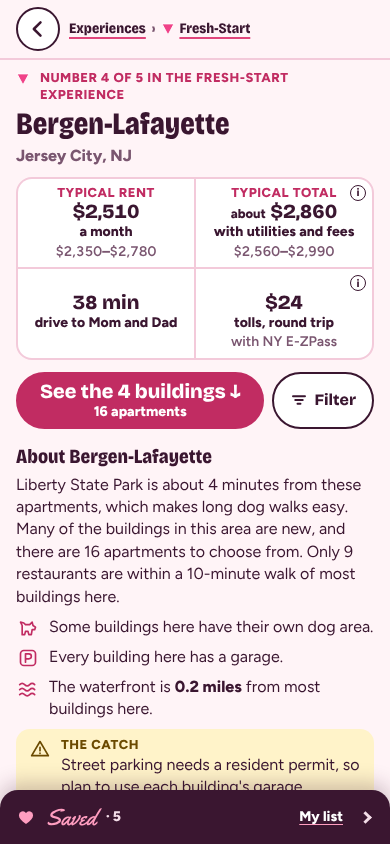 Experiences › ▼ Fresh-Start
▼ NUMBER 4 OF 5 IN THE FRESH-START
EXPERIENCE
Bergen-Lafayette
Jersey City, NJ
TYPICAL RENT
$2,510
a month
$2,350–$2,780
TYPICAL TOTAL
about $2,860
with utilities and fees
$2,560–$2,990
38 min
drive to Mom and Dad
$24
tolls, round trip
with NY E-ZPass
See the 4 buildings ↓
16 apartments
Filter
About Bergen-Lafayette
Liberty State Park is about 4 minutes from these
apartments, which makes long dog walks easy.
Many of the buildings in this area are new, and
there are 16 apartments to choose from. Only 9
restaurants are within a 10-minute walk of most
buildings here.
Some buildings here have their own dog area.
Every building here has a garage.
The waterfront is 0.2 miles from most
buildings here.
THE CATCH
Street parking needs a resident permit, so
plan to use each building's garage
Saved · 5
My list